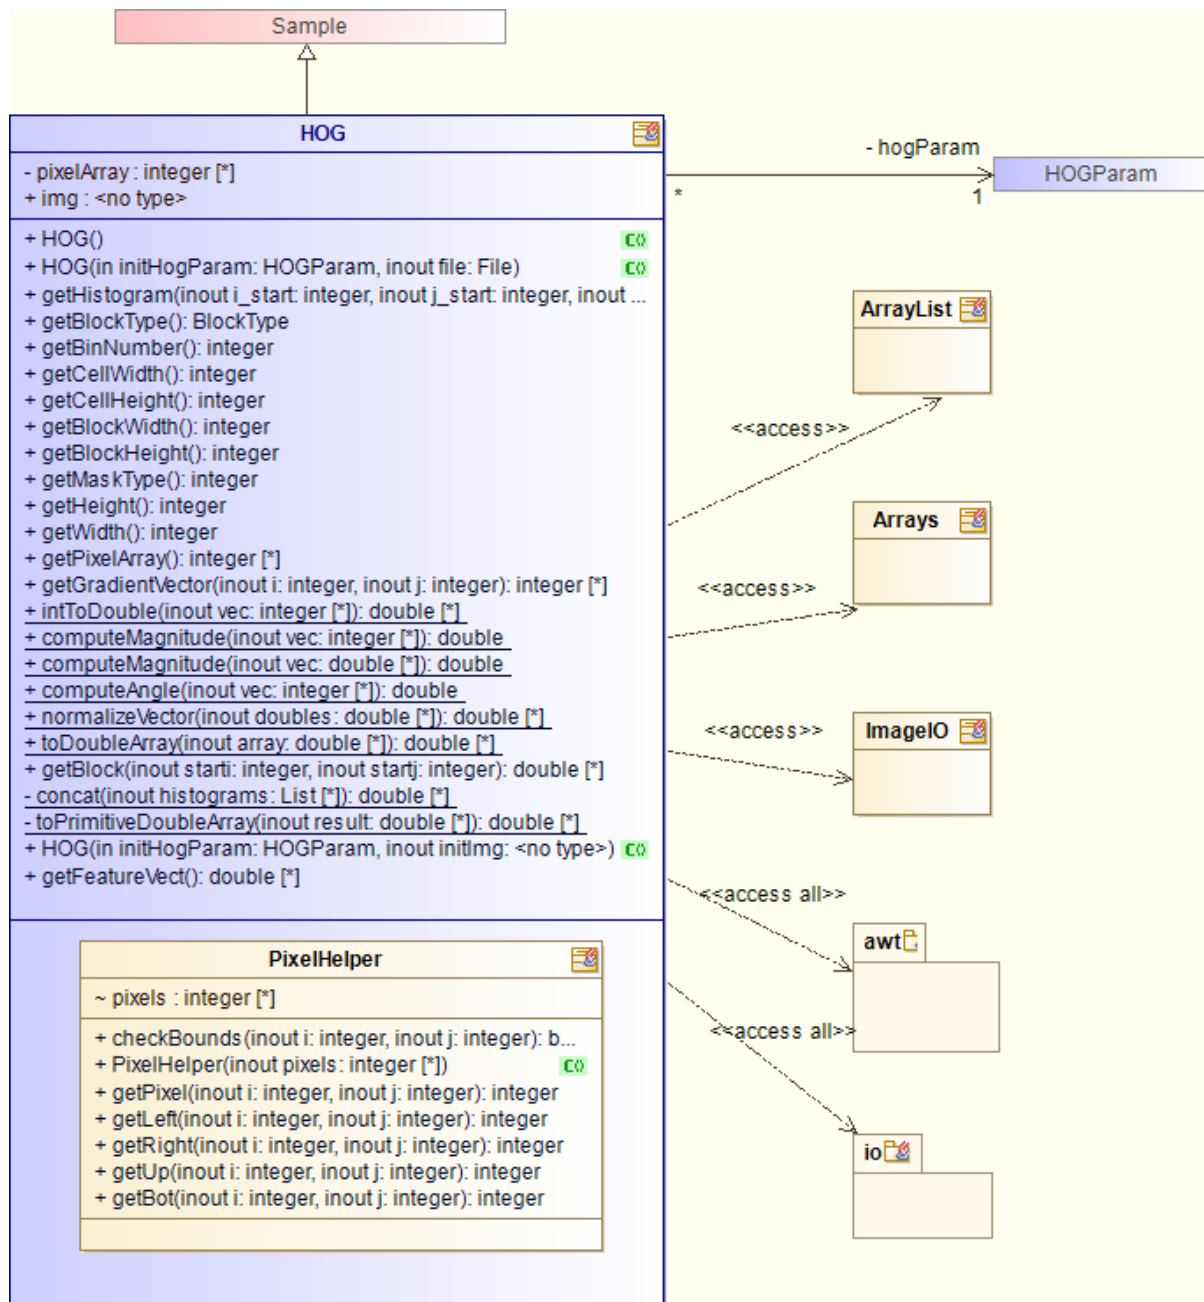 Sample
HOG
- pixelArray : integer [*]
+ img : <no type>
+ HOG()
+ HOG(in initHogParam: HOGParam, inout file: File)
+ getHistogram(inout i_start: integer, inout j_start: integer, inout ...
+ getBlockType(): BlockType
+ getBinNumber(): integer
+ getCellWidth(): integer
+ getCellHeight(): integer
+ getBlockWidth(): integer
+ getBlockHeight(): integer
+ getMaskType(): integer
+ getHeight(): integer
+ getWidth(): integer
+ getPixelArray(): integer [*]
+ getGradientVector(inout i: integer, inout j: integer): integer [*]
+ intToDouble(inout vec: integer [*]): double [*]
+ computeMagnitude(inout vec: integer [*]): double
+ computeMagnitude(inout vec: double [*]): double
+ computeAngle(inout vec: integer [*]): double
+ normalizeVector(inout doubles: double [*]): double [*]
+ toDoubleArray(inout array: double [*]): double [*]
+ getBlock(inout starti: integer, inout startj: integer): double [*]
- concat(inout histograms: List [*]): double [*]
- toPrimitiveDoubleArray(inout result: double [*]): double [*]
+ HOG(in initHogParam: HOGParam, inout initImg: <no type>)
+ getFeatureVect(): double [*]
PixelHelper
~ pixels : integer [*]
+ checkBounds(inout i: integer, inout j: integer): b...
+ PixelHelper(inout pixels: integer [*])
+ getPixel(inout i: integer, inout j: integer): integer
+ getLeft(inout i: integer, inout j: integer): integer
+ getRight(inout i: integer, inout j: integer): integer
+ getUp(inout i: integer, inout j: integer): integer
+ getBot(inout i: integer, inout j: integer): integer
- hogParam
*
1
HOGParam
ArrayList
<<access>>
Arrays
<<access>>
ImageIO
<<access>>
<<access all>>
awt
<<access all>>
io